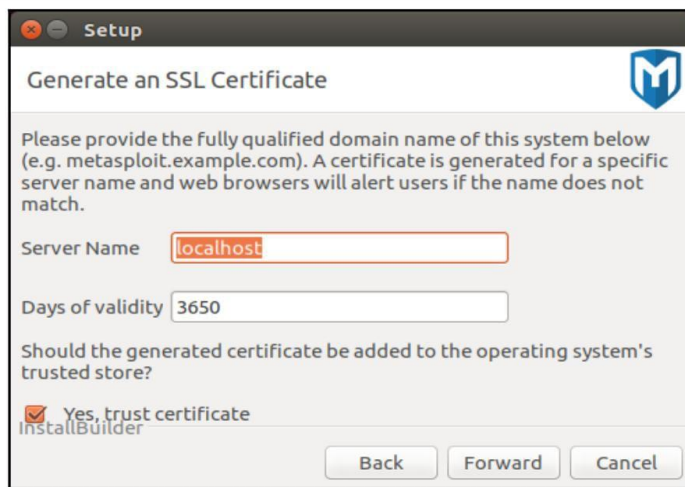 Setup
Generate an SSL Certificate
Please provide the fully qualified domain name of this system below
(e.g. metasploit.example.com). A certificate is generated for a specific
server name and web browsers will alert users if the name does not
match.
Server Name localhost
Days of validity 3650
Should the generated certificate be added to the operating system's
trusted store?
Yes, trust certificate
InstallBuilder
Back Forward Cancel